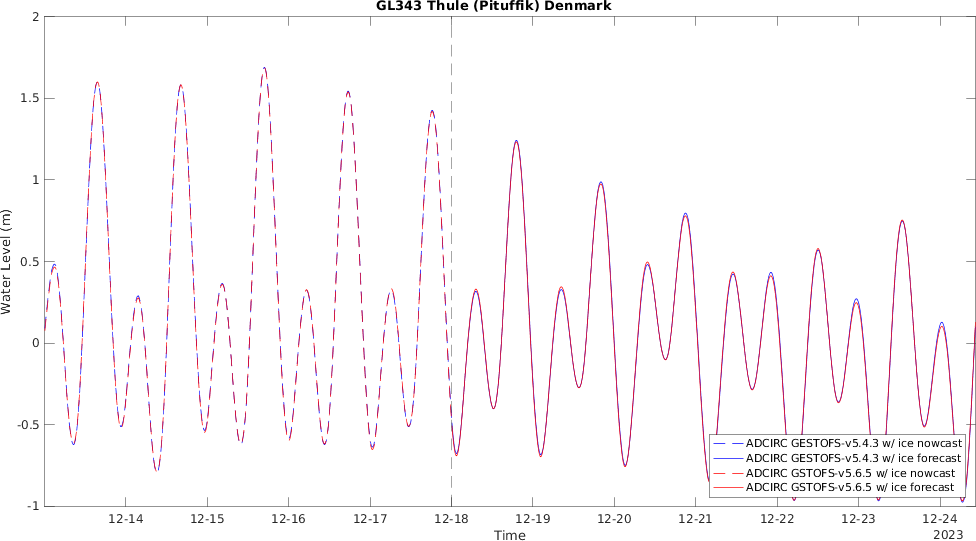 GL343 Thule (Pituffik) Denmark
2
1.5
1
0.5
0
-0.5
-1
Water Level (m)
ADCIRC GESTOFS-v5.4.3 w/ ice nowcast
ADCIRC GESTOFS-v5.4.3 w/ ice forecast
ADCIRC GSTOFS-v5.6.5 w/ ice nowcast
ADCIRC GSTOFS-v5.6.5 w/ ice forecast
12-14 12-15 12-16 12-17 12-18 12-19 12-20 12-21 12-22 12-23 12-24
Time
2023